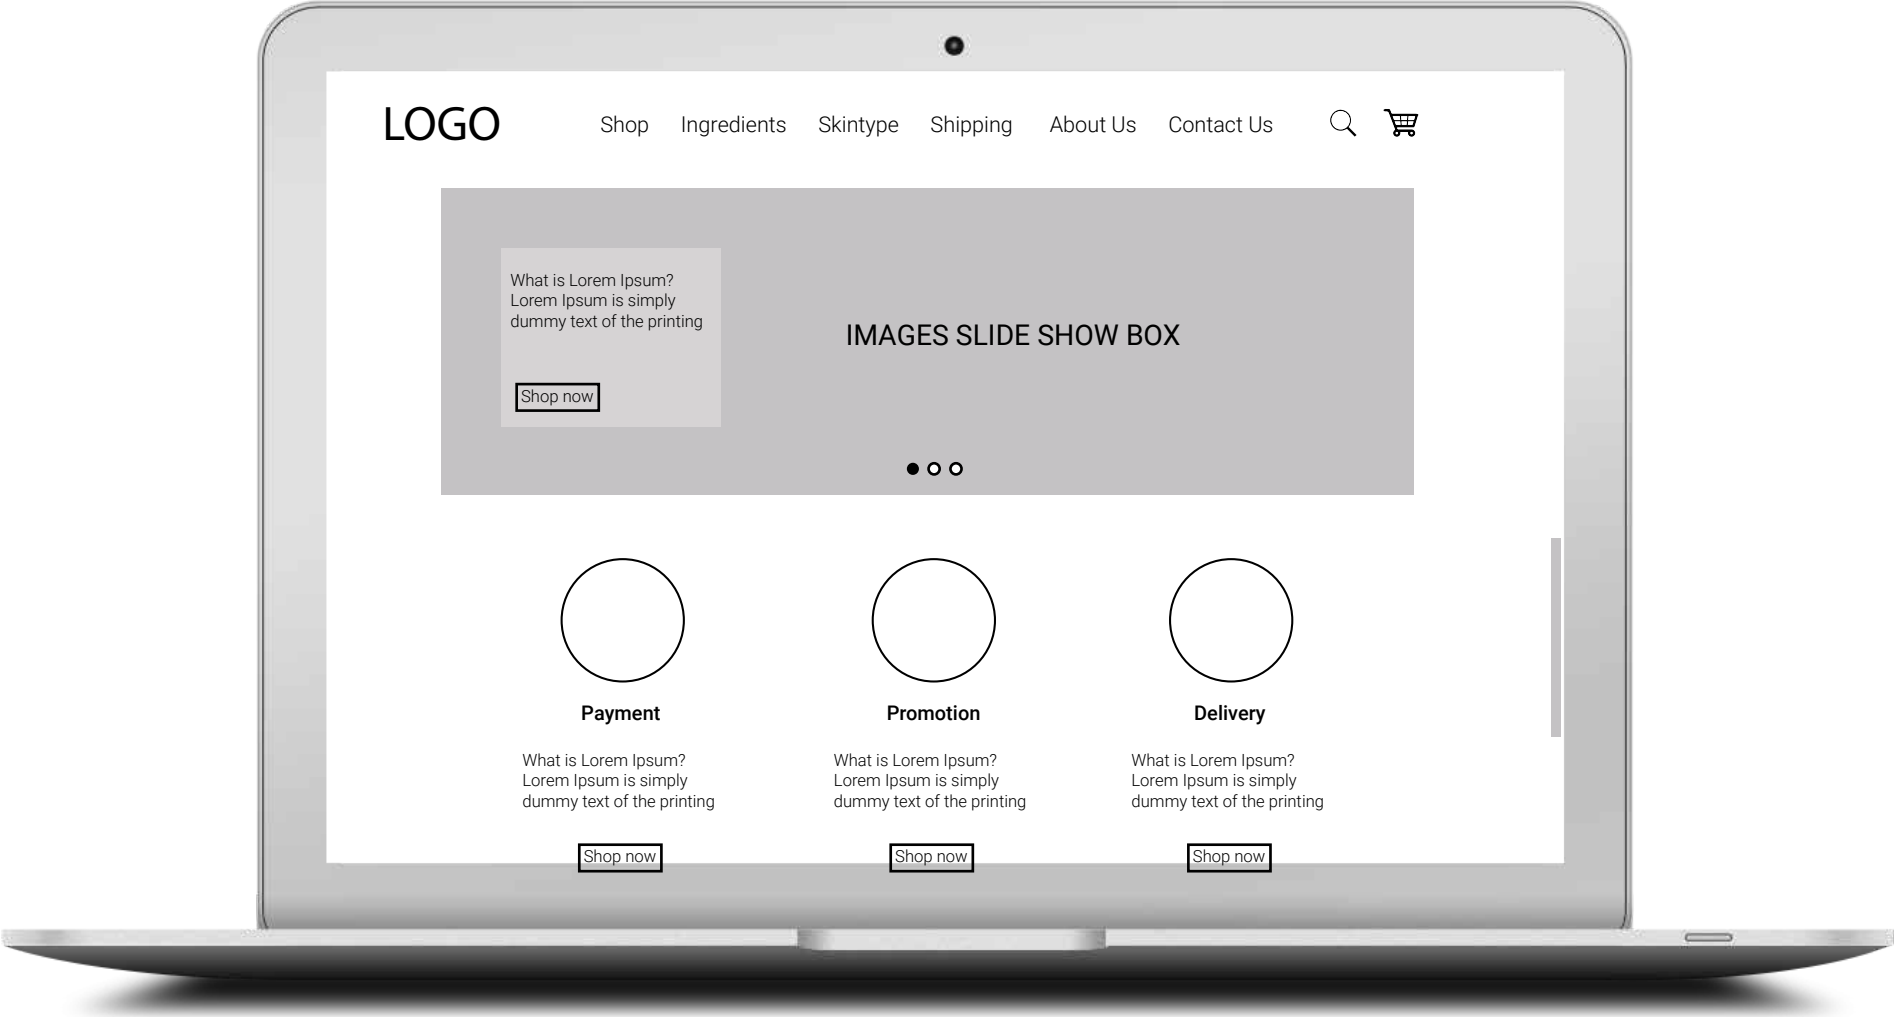 LOGO
Shop Ingredients Skintype Shipping About Us Contact Us
What is Lorem Ipsum?
Lorem Ipsum is simply
dummy text of the printing
Shop now
IMAGES SLIDE SHOW BOX
Payment
What is Lorem Ipsum?
Lorem Ipsum is simply
dummy text of the printing
Shop now
Promotion
What is Lorem Ipsum?
Lorem Ipsum is simply
dummy text of the printing
Shop now
Delivery
What is Lorem Ipsum?
Lorem Ipsum is simply
dummy text of the printing
Shop now